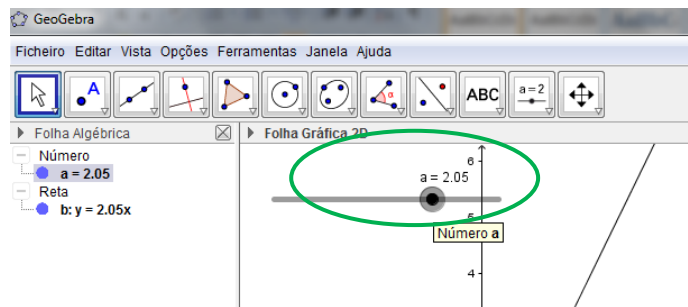 GeoGebra
Ficheiro Editar Vista Opções Ferramentas Janela Ajuda
A
α
ABC
a=2
Folha Algébrica
Folha Gráfica 2D
Número
a = 2.05
Reta
b: y = 2.05x
6
a = 2.05
5
Número a
4